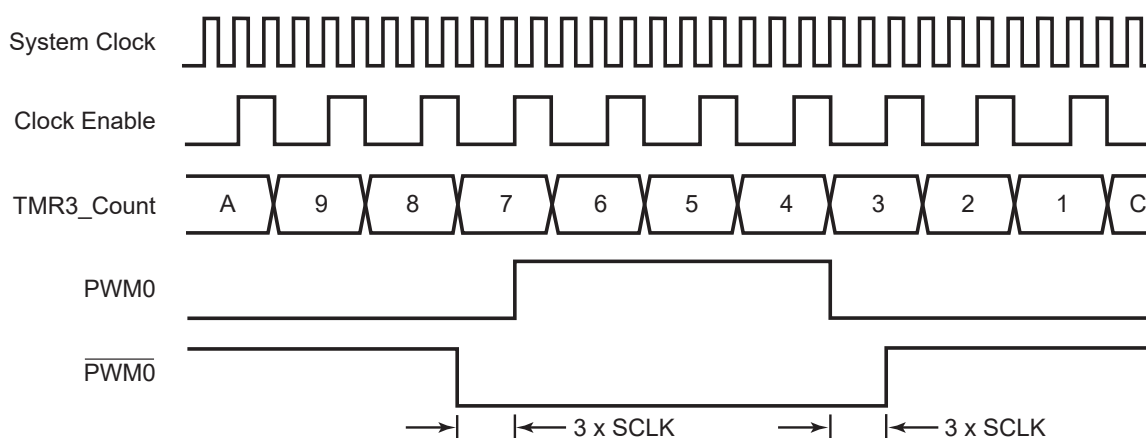 System Clock
Clock Enable
TMR3_Count A 9 8 7 6 5 4 3 2 1 C
PWM0
PWM0
3 x SCLK 3 x SCLK